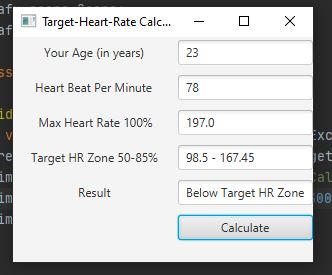 Target-Heart-Rate Calc...
Your Age (in years) 23
Heart Beat Per Minute 78
Max Heart Rate 100% 197.0
Target HR Zone 50-85% 98.5 - 167.45
Result Below Target HR Zone
Calculate